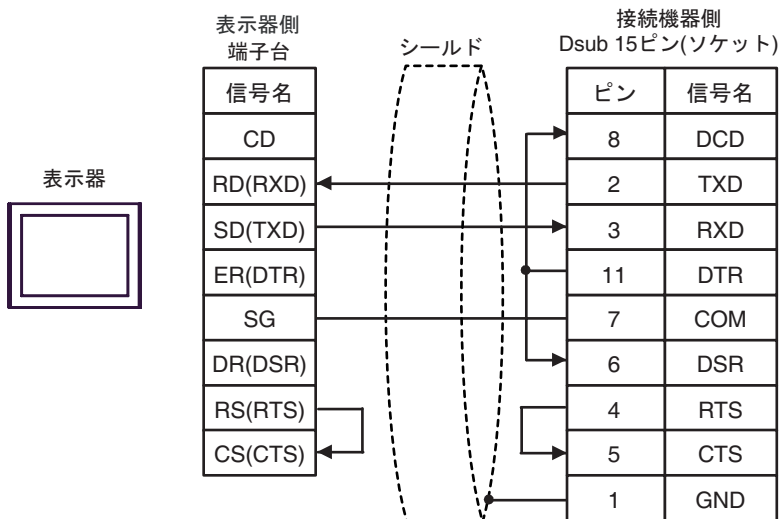 表示器側
端子台
シールド
接続機器側
Dsub 15ピン(ソケット)
表示器
信号名 ピン 信号名
CD 8 DCD
RD(RXD) 2 TXD
SD(TXD) 3 RXD
ER(DTR) 11 DTR
SG 7 COM
DR(DSR) 6 DSR
RS(RTS) 4 RTS
CS(CTS) 5 CTS
1 GND